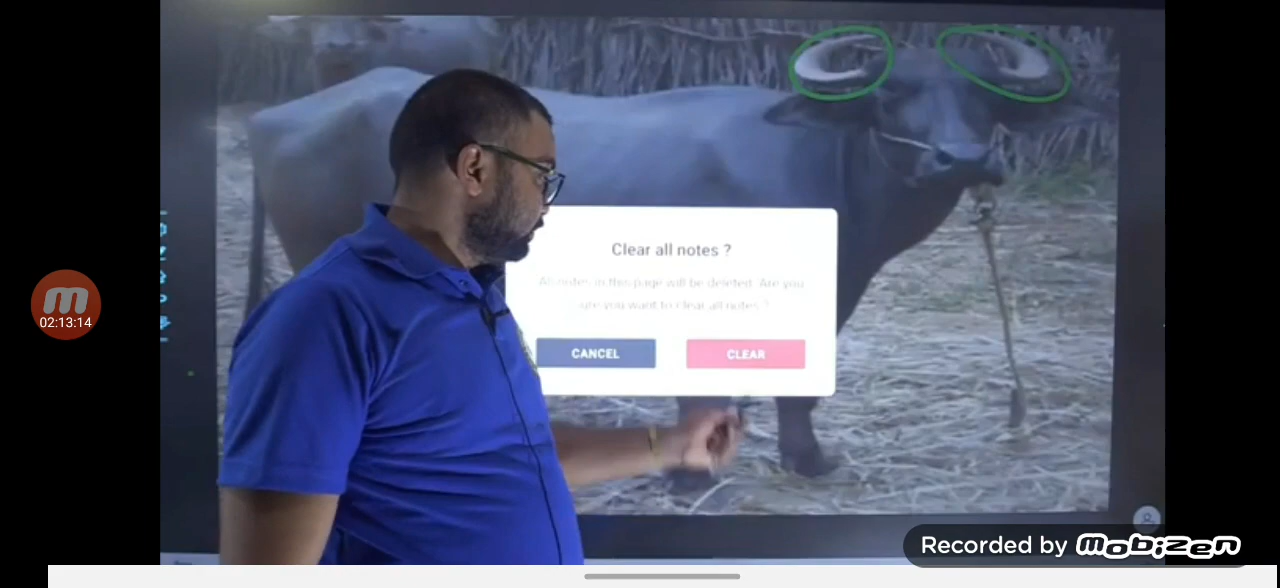 Clear all notes ?
All notes in this page will be deleted. Are you
sure you want to clear all notes ?
CANCEL
CLEAR
02:13:14
Recorded by Mobizen